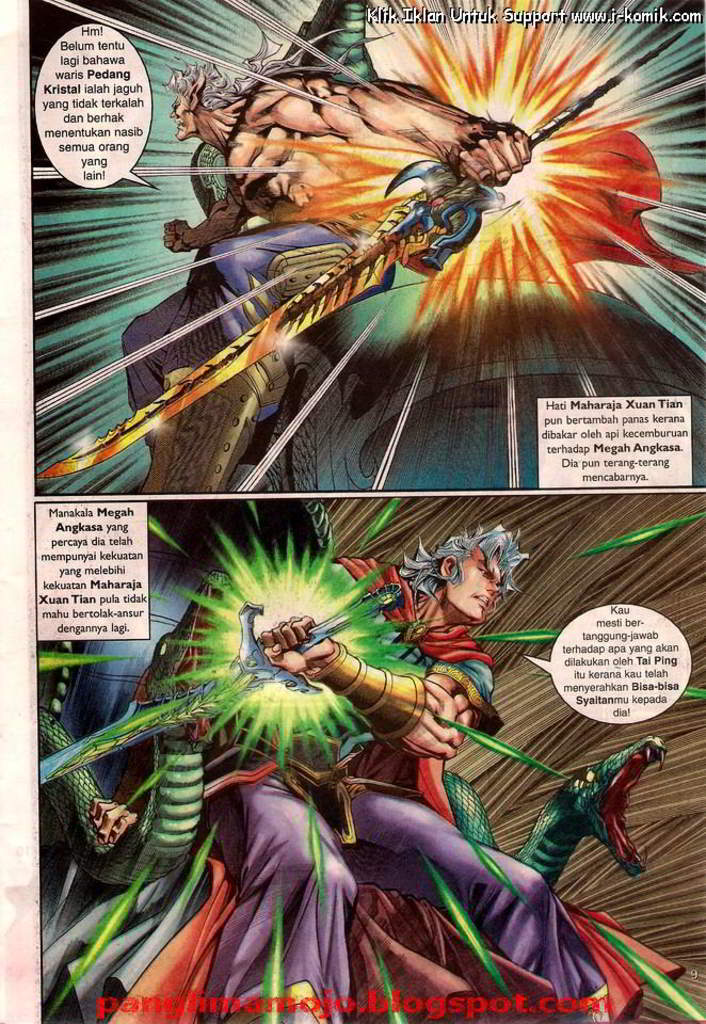 Klik Iklan Untuk Support www.i-komik.com
Hm!
Belum tentu
lagi bahawa
waris Pedang
Kristal ialah jaguh
yang tidak terkalah
dan berhak
menentukan nasib
semua orang
yang
lain!
Hati Maharaja Xuan Tian
pun bertambah panas kerana
dibakar oleh api kecemburuan
terhadap Megah Angkasa.
Dia pun terang-terang
mencabarnya.
Manakala Megah
Angkasa yang
percaya dia telah
mempunyai kekuatan
yang melebihi
kekuatan Maharaja
Xuan Tian pula tidak
mahu bertolak-ansur
dengannya lagi.
Kau
mesti ber-
tanggung-jawab
terhadap apa yang
dilakukan oleh Tai Ping
itu kerana kau telah
menyerahkan Bisa-bisa
Syaitanmu kepada
dia!
9
panglimamojo.blogspot.com